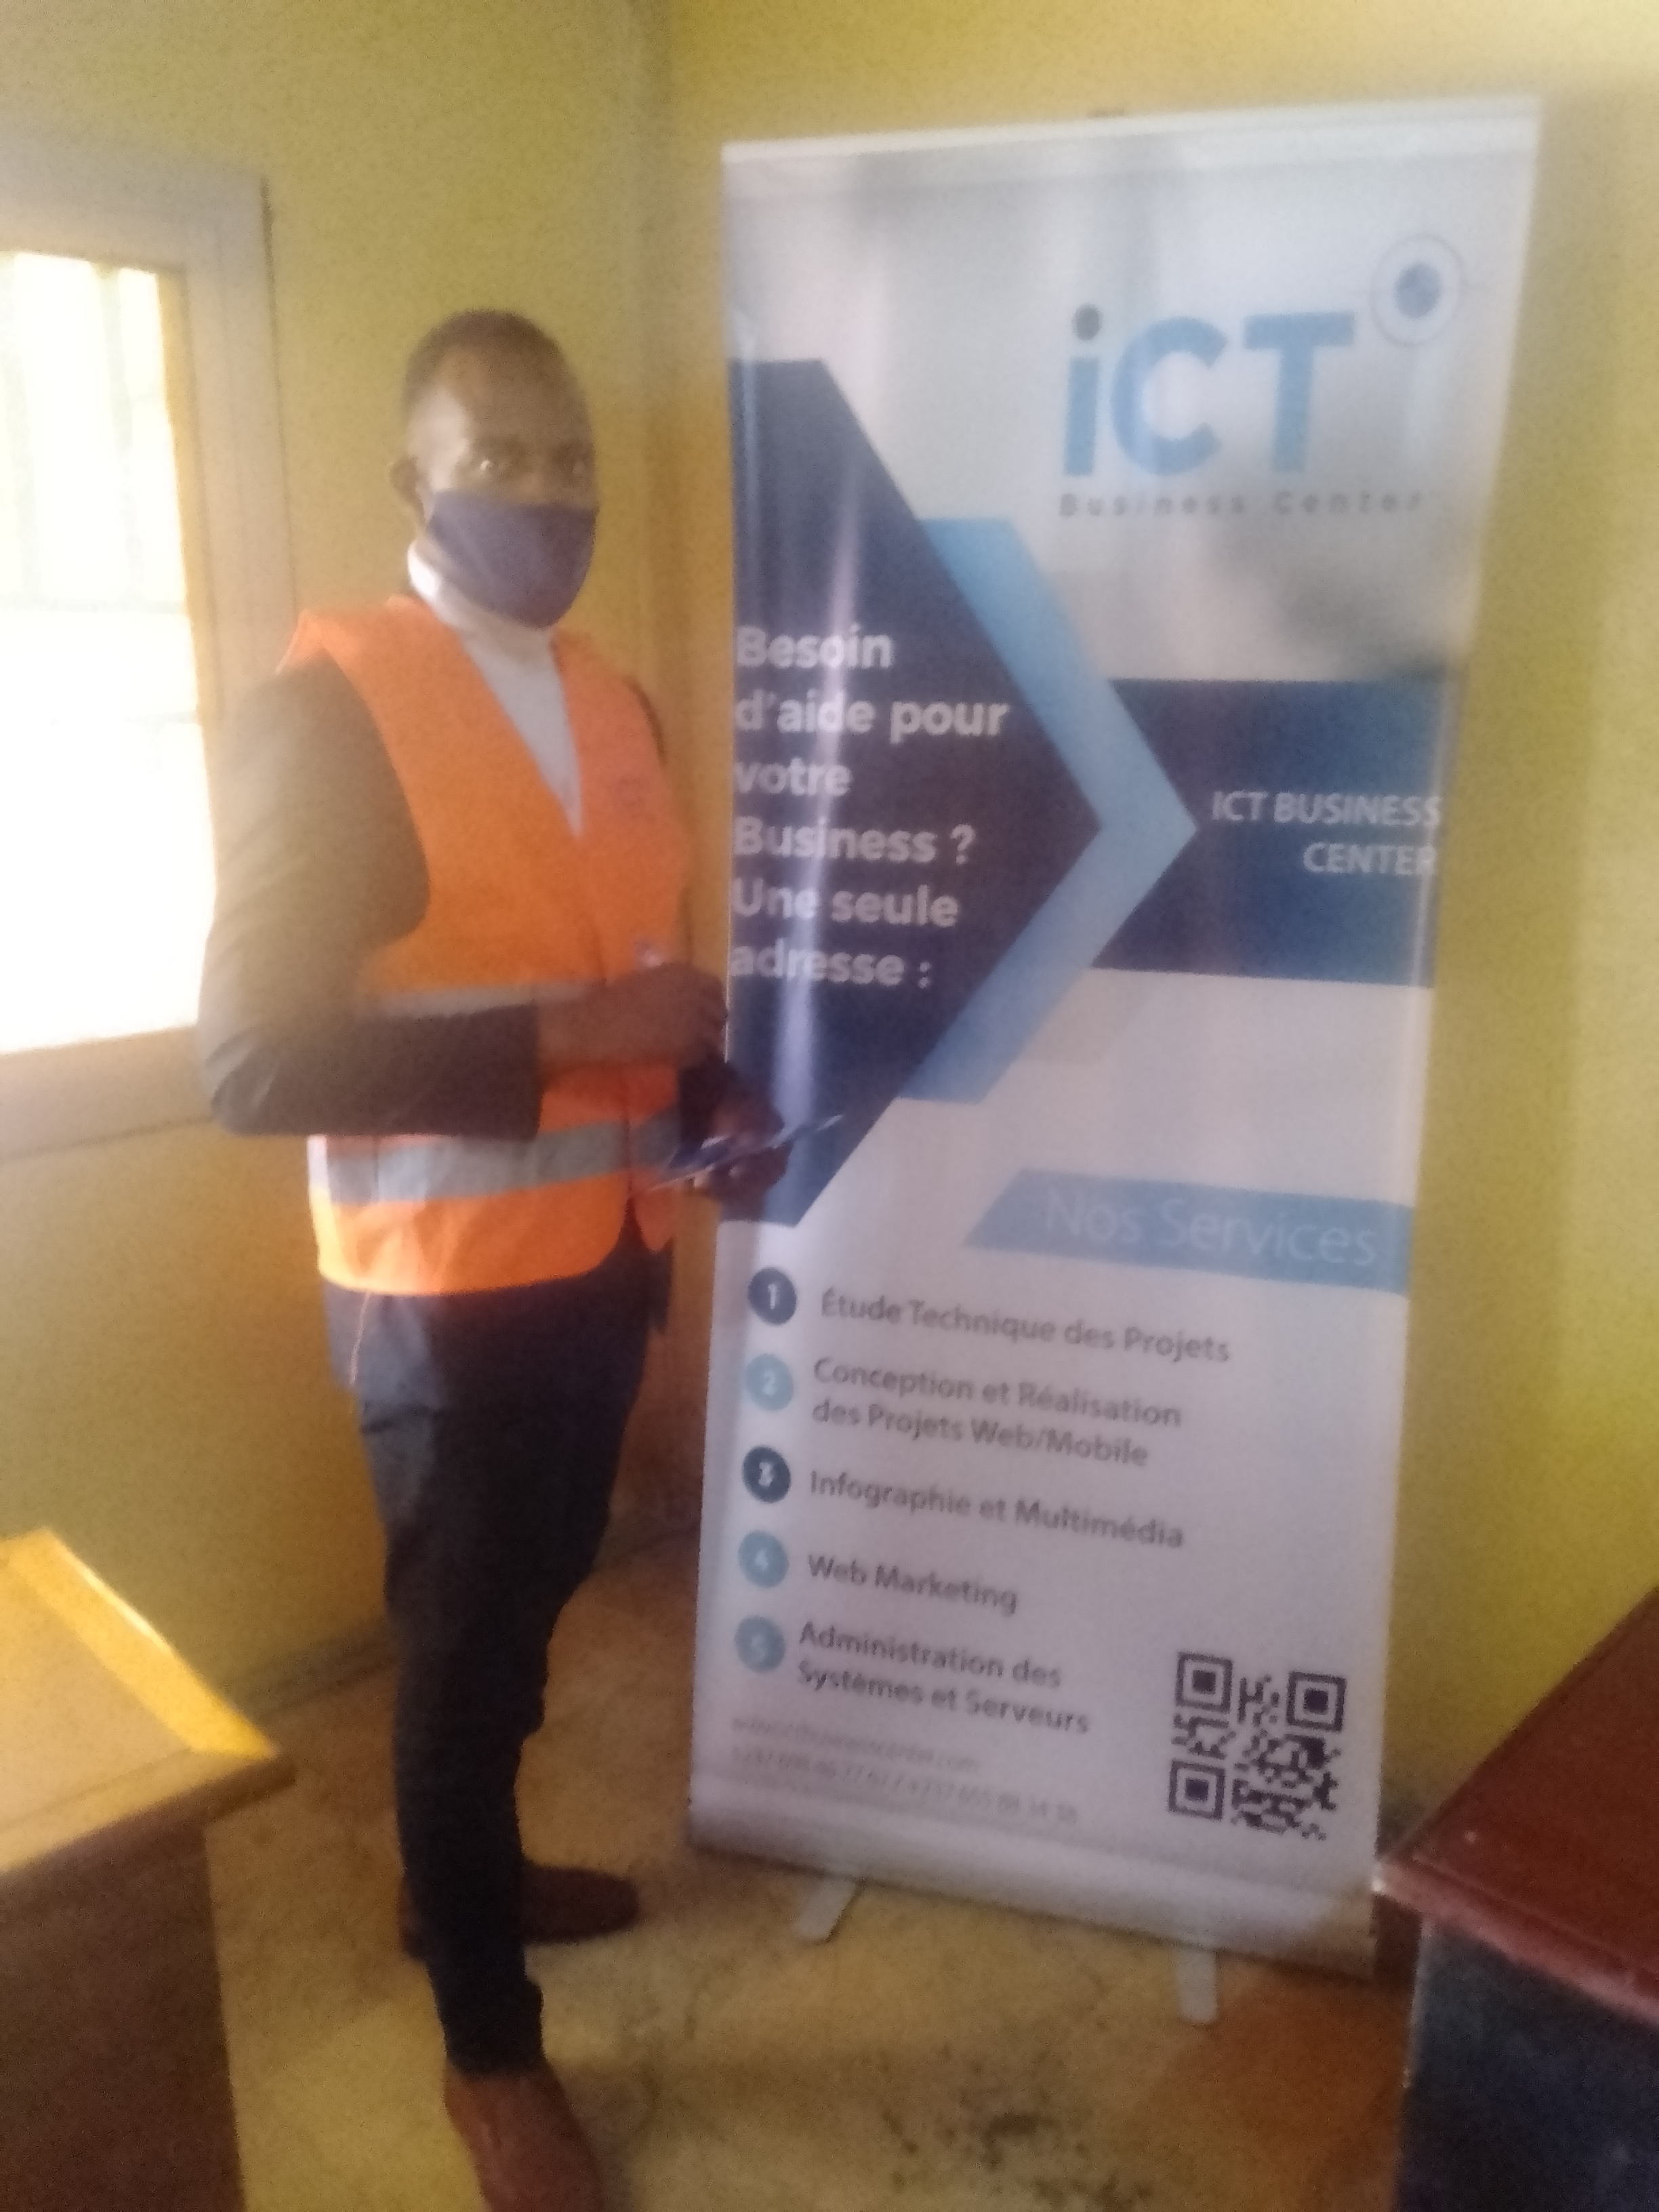 iCT
Business Center
Besoin
d'aide pour
votre
Business ?
Une seule
adresse :
ICT BUSINESS
CENTER
Nos Services
1 Étude Technique des Projets
2 Conception et Réalisation
des Projets Web/Mobile
3 Infographie et Multimédia
4 Web Marketing
5 Administration des
Systèmes et Serveurs